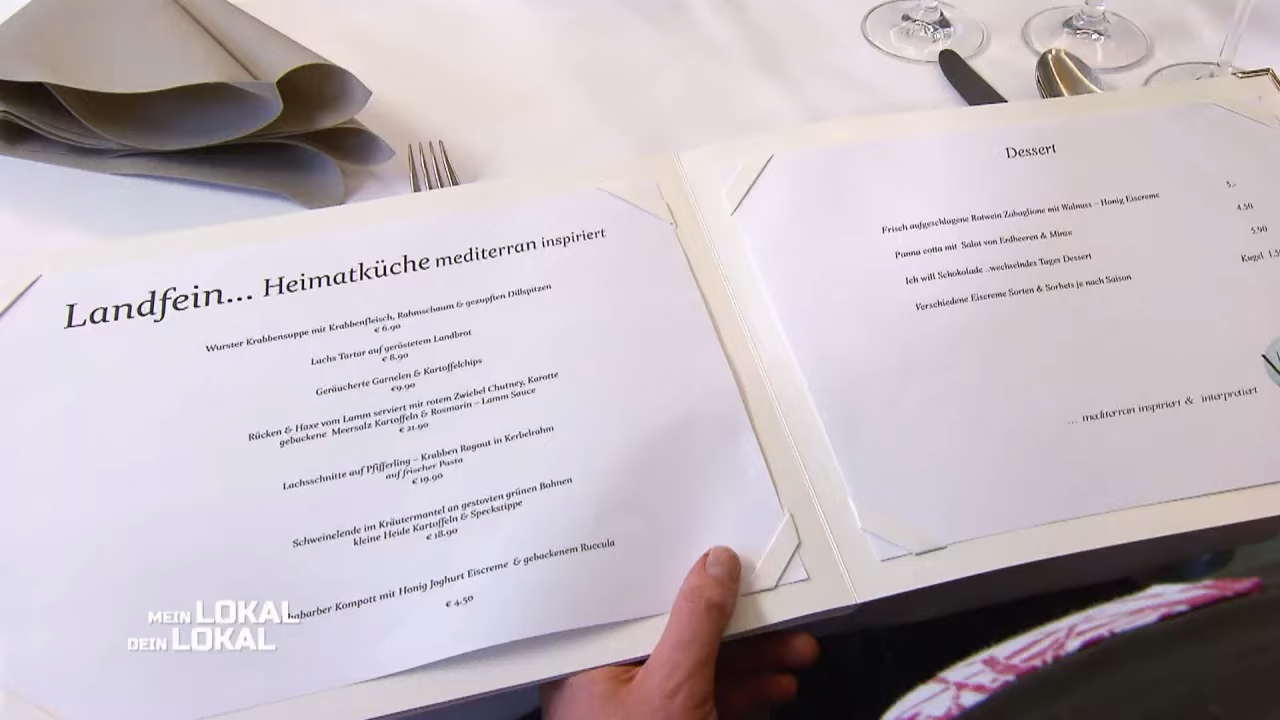 Landfein... Heimatküche mediterran inspiriert
Wurster Krabbensuppe mit Krabbenfleisch, Rahmschaum & gezupften Dillspitzen
€ 6.90
Lachs Tartar auf geröstetem Landbrot
€ 8.90
Geräucherte Garnelen & Kartoffelchips
€9.90
Rücken & Haxe vom Lamm serviert mit rotem Zwiebel Chutney, Karotte
gebackene Meersalz Kartoffeln & Rosmarin – Lamm Sauce
€ 21.90
Lachsschnitte auf Pfifferling – Krabben Ragout in Kerbelrahm
auf frischer Pasta
€ 19.90
Schweinelende im Kräutermantel an gestovten grünen Bohnen
kleine Heide Kartoffeln & Speckstippe
€ 18.90
habarber Kompott mit Honig Joghurt Eiscreme & gebackenem Ruccula
€ 4.50
Dessert
Frisch aufgeschlagene Rotwein Zabaglione mit Walnuss – Honig Eiscreme 5,-
Panna cotta mit Salat von Erdbeeren & Minze 4.50
Ich will Schokolade ..wechselndes Tages Dessert 5.90
Verschiedene Eiscreme Sorten & Sorbets je nach Saison Kugel 1.5
... mediterran inspiriert & interpretiert
MEIN LOKAL
DEIN LOKAL